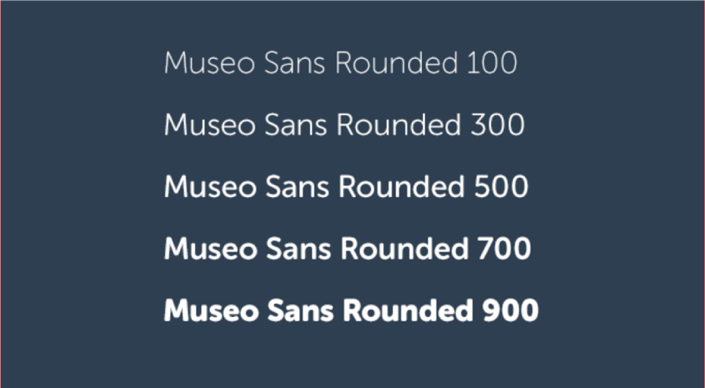 Museo Sans Rounded 100
Museo Sans Rounded 300
Museo Sans Rounded 500
Museo Sans Rounded 700
Museo Sans Rounded 900